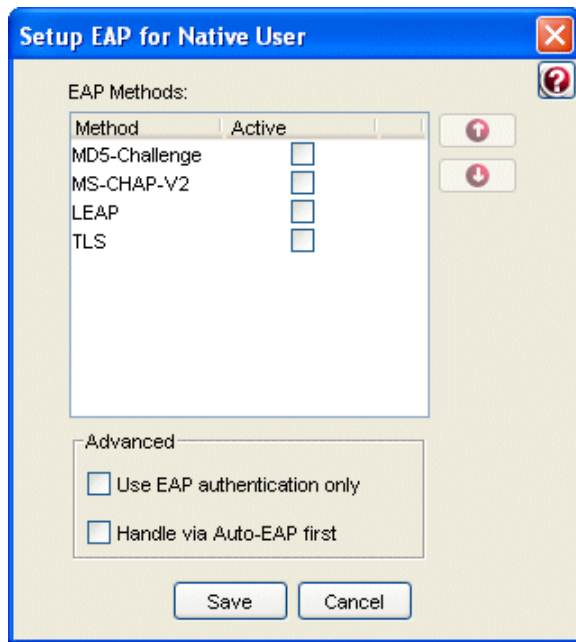 Setup EAP for Native User
EAP Methods:
Method Active
MD5-Challenge
MS-CHAP-V2
LEAP
TLS
Advanced
Use EAP authentication only
Handle via Auto-EAP first
Save Cancel